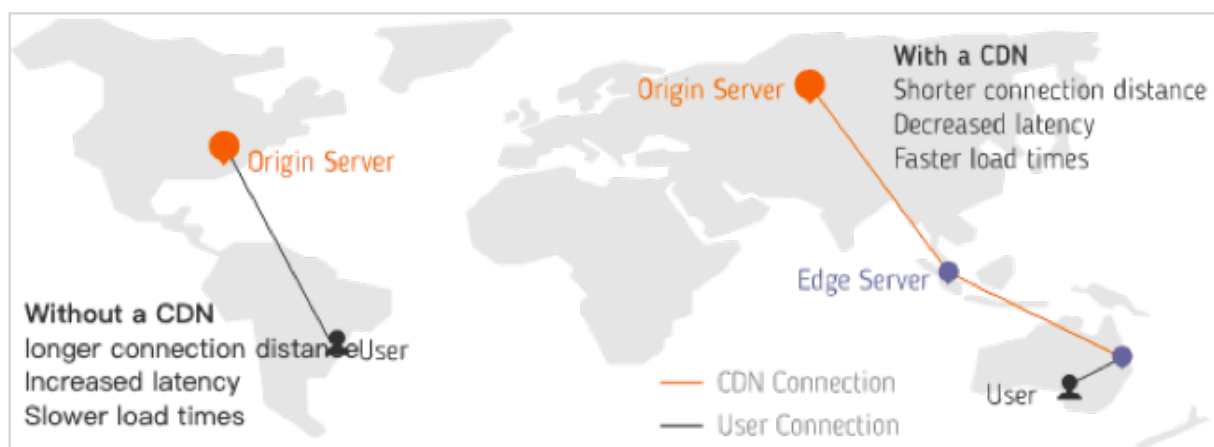 Origin Server
Without a CDN
longer connection distance
Increased latency
Slower load times
User
Origin Server
With a CDN
Shorter connection distance
Decreased latency
Faster load times
Edge Server
User
CDN Connection
User Connection